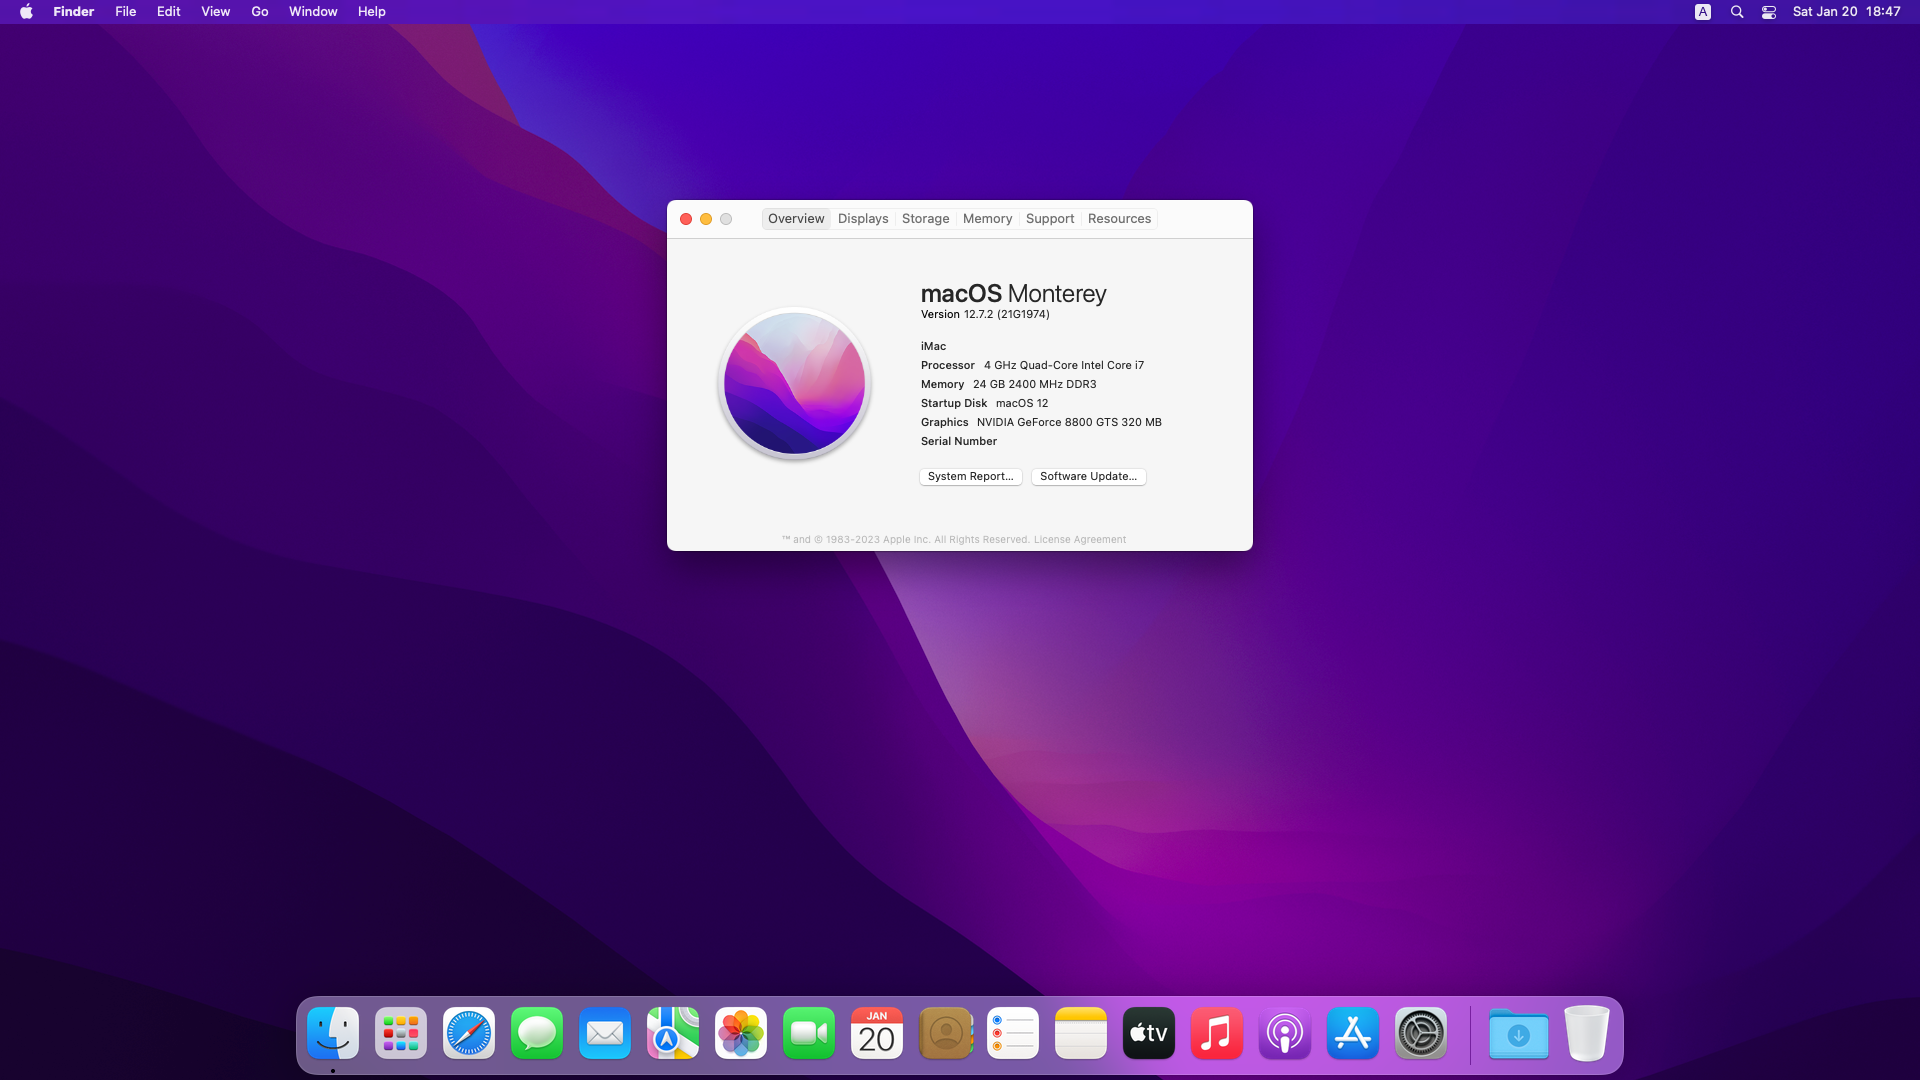 Finder File Edit View Go Window Help A Sat Jan 20 18:47
Overview Displays Storage Memory Support Resources
macOS Monterey
Version 12.7.2 (21G1974)
iMac
Processor 4 GHz Quad-Core Intel Core i7
Memory 24 GB 2400 MHz DDR3
Startup Disk macOS 12
Graphics NVIDIA GeForce 8800 GTS 320 MB
Serial Number
System Report... Software Update...
™ and © 1983-2023 Apple Inc. All Rights Reserved. License Agreement
JAN
20
tv